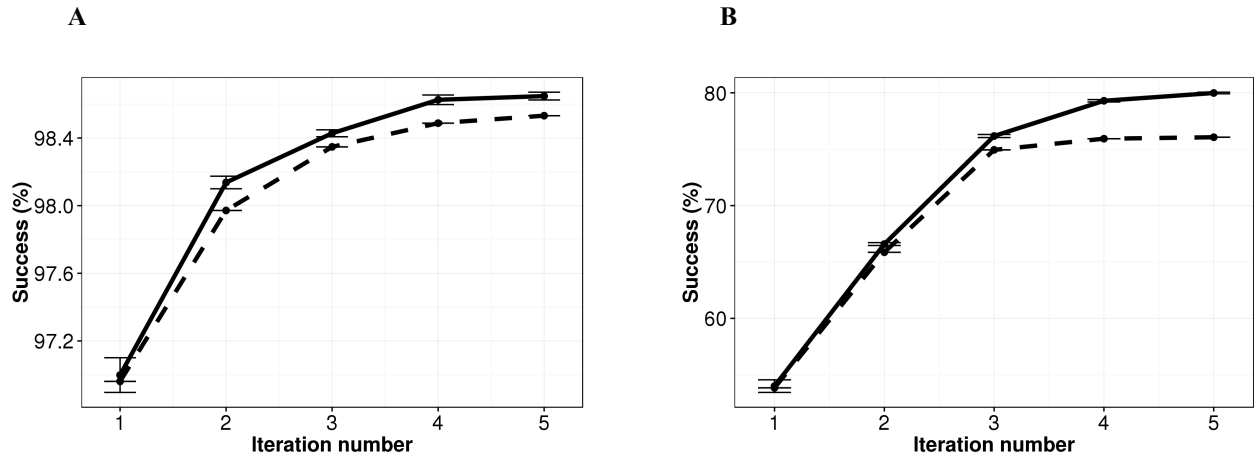 A
Success (%)
98.4
98.0
97.6
97.2
1 2 3 4 5
Iteration number
B
Success (%)
80
70
60
1 2 3 4 5
Iteration number